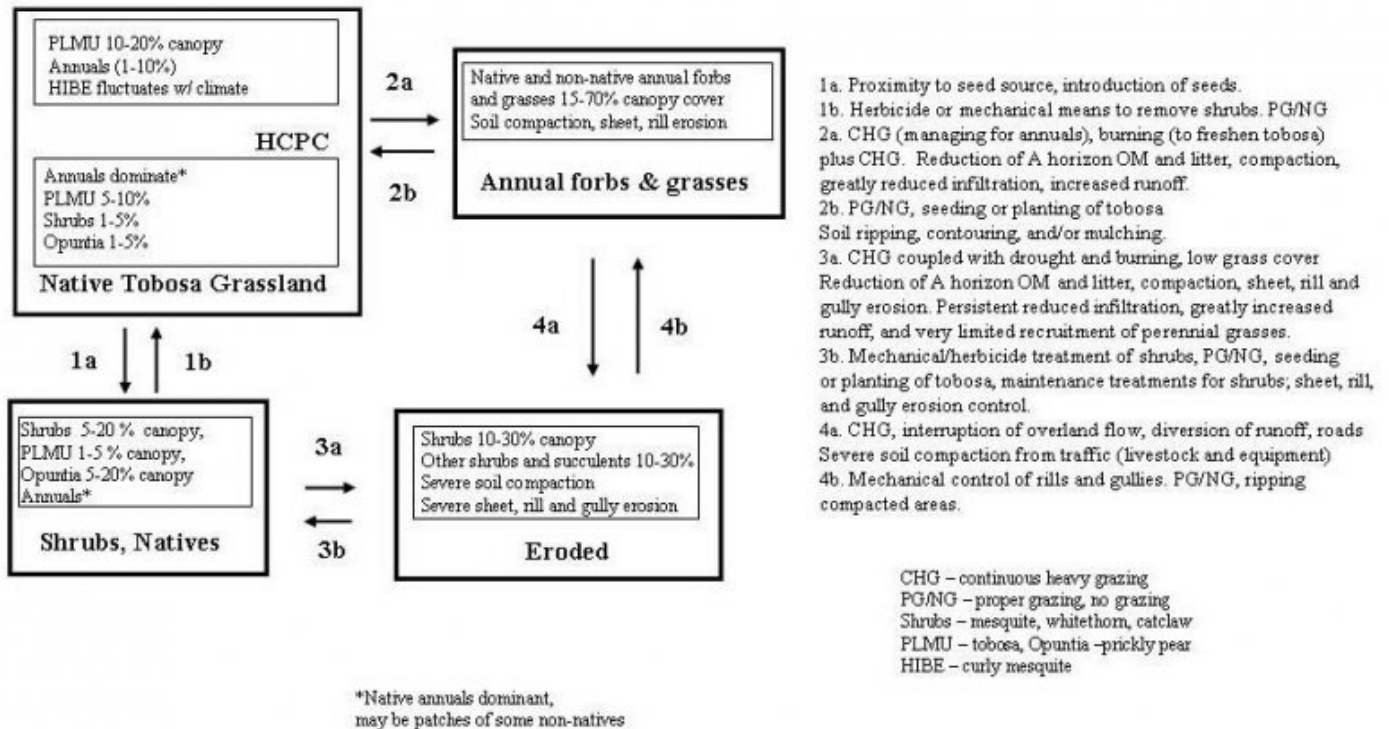 PLMU 10-20% canopy
Annuals (1-10%)
HIBE fluctuates w/ climate
HCPC
Annuals dominate*
PLMU 5-10%
Shrubs 1-5%
Opuntia 1-5%
Native Tobosa Grassland
2a
2b
Native and non-native annual forbs
and grasses 15-70% canopy cover
Soil compaction, sheet, rill erosion
Annual forbs & grasses
1a
1b
4a
4b
Shrubs 5-20 % canopy,
PLMU 1-5 % canopy,
Opuntia 5-20% canopy
Annuals*
Shrubs, Natives
3a
3b
Shrubs 10-30% canopy
Other shrubs and succulents 10-30%
Severe soil compaction
Severe sheet, rill and gully erosion
Eroded
1a. Proximity to seed source, introduction of seeds.
1b. Herbicide or mechanical means to remove shrubs. PG/NG
2a. CHG (managing for annuals), burning (to freshen tobosa)
plus CHG. Reduction of A horizon OM and litter, compaction,
greatly reduced infiltration, increased runoff.
2b. PG/NG, seeding or planting of tobosa
Soil ripping, contouring, and/or mulching.
3a. CHG coupled with drought and burning, low grass cover
Reduction of A horizon OM and litter, compaction, sheet, rill and
gully erosion. Persistent reduced infiltration, greatly increased
runoff, and very limited recruitment of perennial grasses.
3b. Mechanical/herbicide treatment of shrubs, PG/NG, seeding
or planting of tobosa, maintenance treatments for shrubs; sheet, rill,
and gully erosion control.
4a. CHG, interruption of overland flow, diversion of runoff, roads
Severe soil compaction from traffic (livestock and equipment)
4b. Mechanical control of rills and gullies. PG/NG, ripping
compacted areas.
CHG – continuous heavy grazing
PG/NG – proper grazing, no grazing
Shrubs – mesquite, whitethorn, catclaw
PLMU – tobosa, Opuntia –prickly pear
HIBE – curly mesquite
*Native annuals dominant,
may be patches of some non-natives